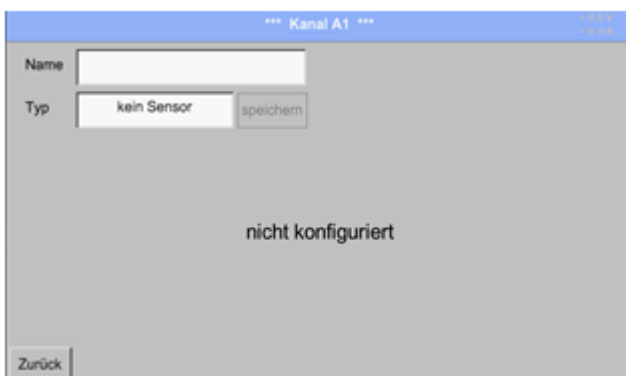 *** Kanal A1 ***
Name
Typ kein Sensor speichern
nicht konfiguriert
Zurück